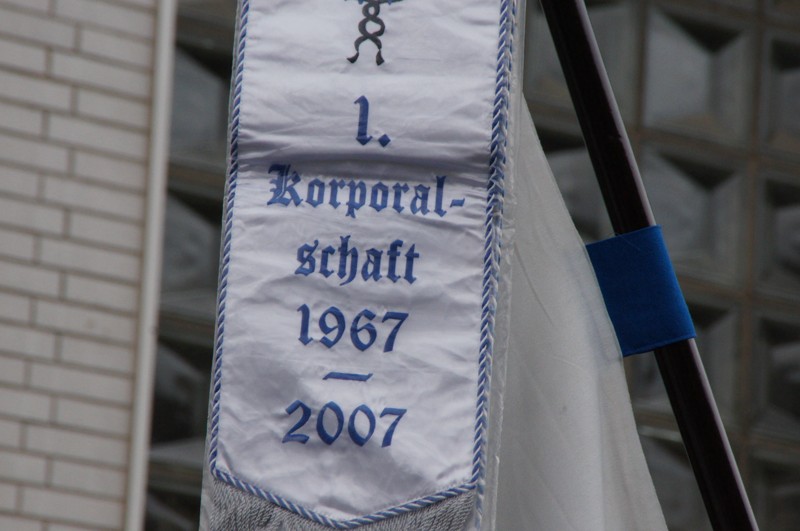 1.
Korporal-
schaft
1967
–
2007